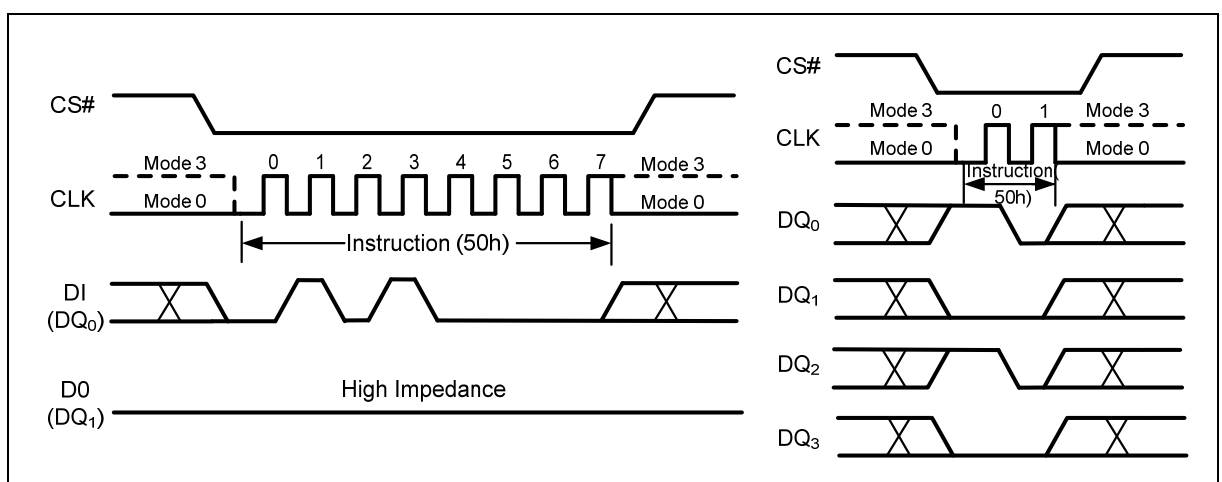 CS#
Mode 3 0 1 2 3 4 5 6 7 Mode 3
CLK
Mode 0 Mode 0
Instruction (50h)
DI
(DQ0)
D0
(DQ1)
High Impedance
CS#
Mode 3 0 1 Mode 3
CLK
Mode 0 Mode 0
Instruction(
50h)
DQ0
DQ1
DQ2
DQ3